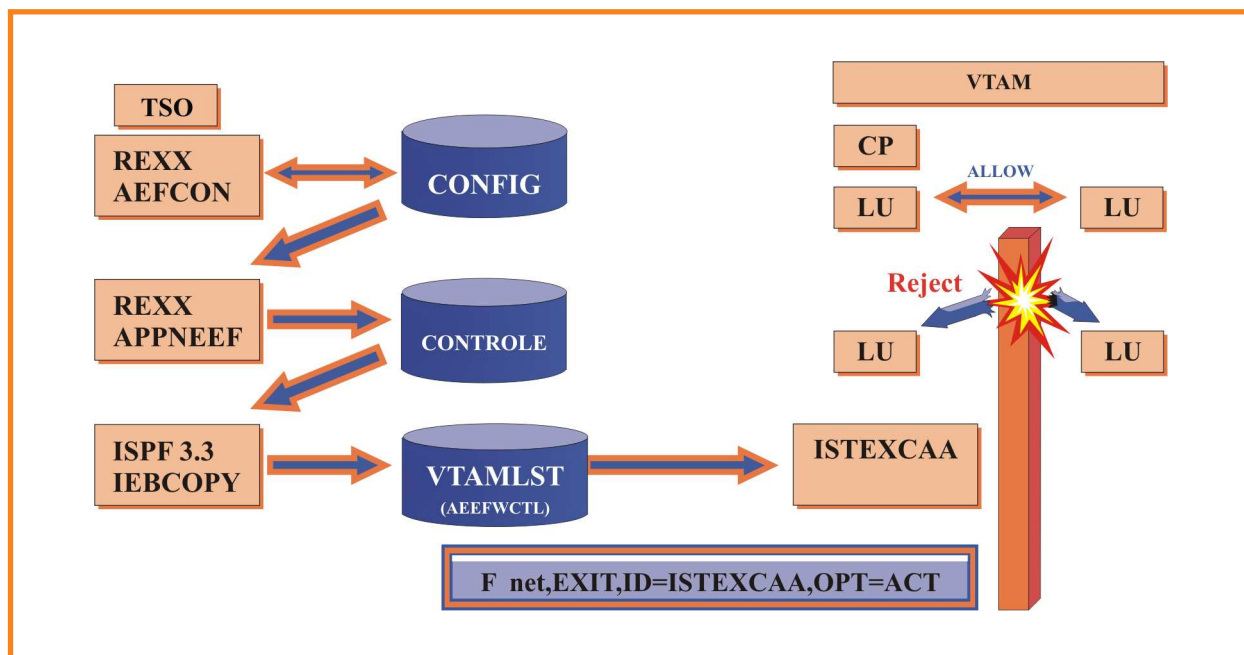 TSO
REXX
AEFCON
CONFIG
REXX
APPNEEF
CONTROLE
ISPF 3.3
IEBCOPY
VTAMLST
(AEEFWCTL)
ISTEXCAA
F net,EXIT,ID=ISTEXCAA,OPT=ACT
VTAM
CP
ALLOW
LU
LU
Reject
LU
LU